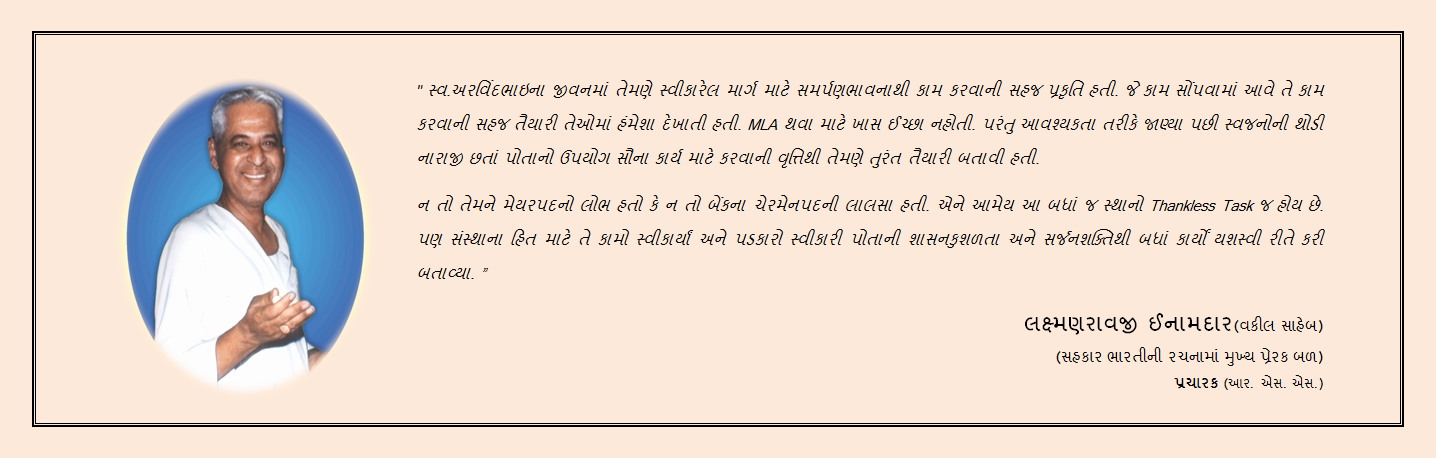 " સ્વ.અરવિંદભાઇના જીવનમાં તેમણે સ્વીકારેલ માર્ગ માટે સમર્પણભાવનાથી કામ કરવાની સહજ પ્રકૃતિ હતી. જે કામ સોંપવામાં આવે તે કામ
કરવાની સહજ તૈયારી તેઓમાં હંમેશા દેખાતી હતી. MLA થવા માટે ખાસ ઈચ્છા નહોતી. પરંતુ આવશ્યકતા તરીકે જાણ્યા પછી સ્વજનોની થોડી
નારાજી છતાં પોતાનો ઉપયોગ સૌના કાર્ય માટે કરવાની વૃત્તિથી તેમણે તુરંત તૈયારી બતાવી હતી.
ન તો તેમને મેયરપદનો લોભ હતો કે ન તો બેંકના ચેરમેનપદની લાલસા હતી. એને આમેય આ બધાં જ સ્થાનો Thankless Task જ હોય છે.
પણ સંસ્થાના હિત માટે તે કામો સ્વીકાર્યાં અને પડકારો સ્વીકારી પોતાની શાસનકુશળતા અને સર્જનશક્તિથી બધાં કાર્યો યશસ્વી રીતે કરી
બતાવ્યા. ”
લક્ષ્મણરાવજી ઈનામદાર(વકીલ સાહેબ)
(સહકાર ભારતીની રચનામાં મુખ્ય પ્રેરક બળ)
પ્રચારક (આર. એસ. એસ.)